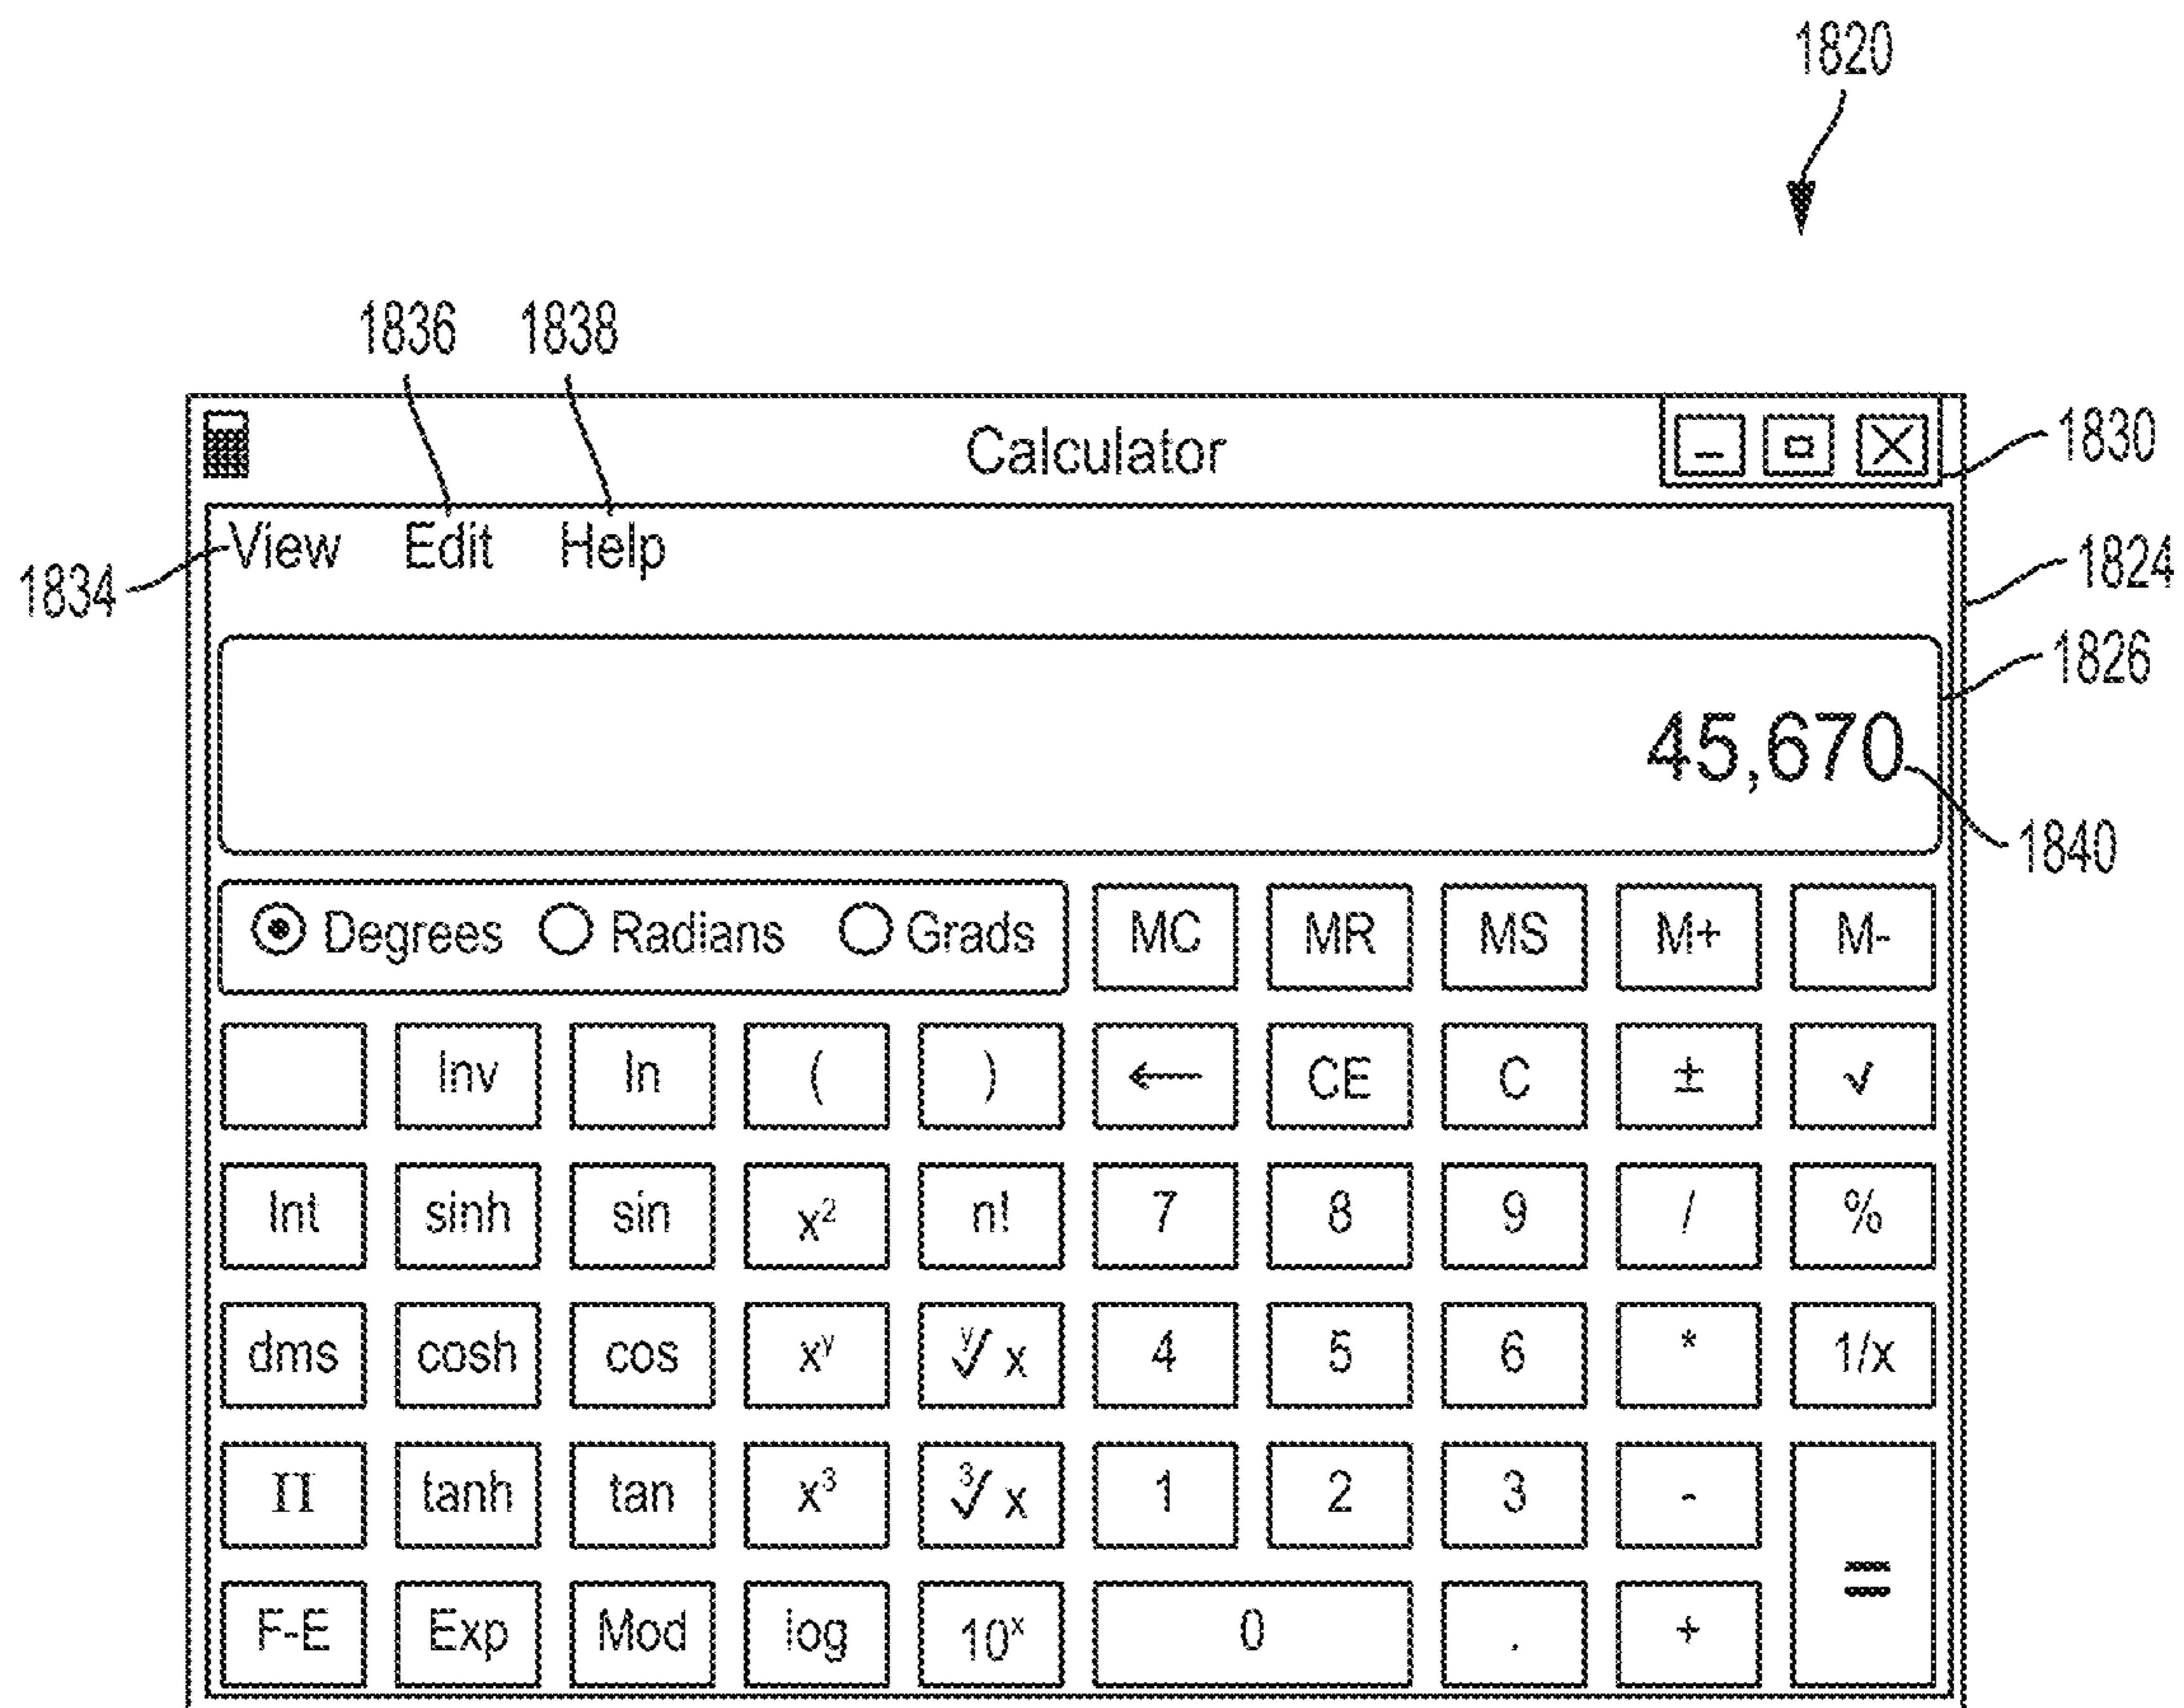 1820
1836 1838
Calculator
1830
View Edit Help
1834
1824
1826
45,670
1840
Degrees Radians Grads MC MR MS M+ M-
Inv In ( ) ← CE C ± √
Int sinh sin x² n! 7 8 9 / %
dms cosh cos xʸ ʸ√x 4 5 6 * 1/x
Π tanh tan x³ ³√x 1 2 3 - =
F-E Exp Mod log 10ˣ 0 . +